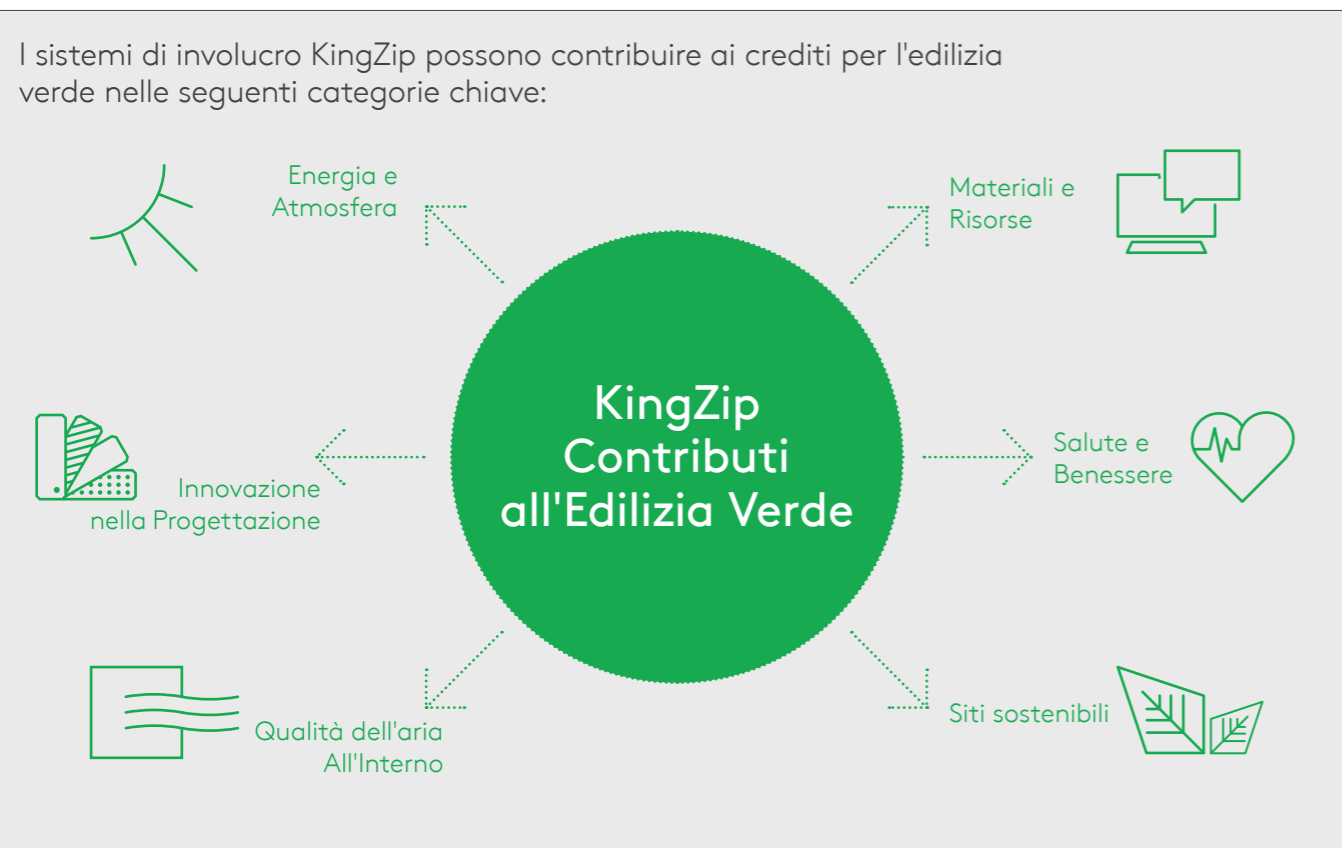 I sistemi di involucro KingZip possono contribuire ai crediti per l'edilizia
verde nelle seguenti categorie chiave:
Energia e
Atmosfera
Materiali e
Risorse
KingZip
Contributi
all'Edilizia Verde
Innovazione
nella Progettazione
Salute e
Benessere
Qualità dell'aria
All'Interno
Siti sostenibili